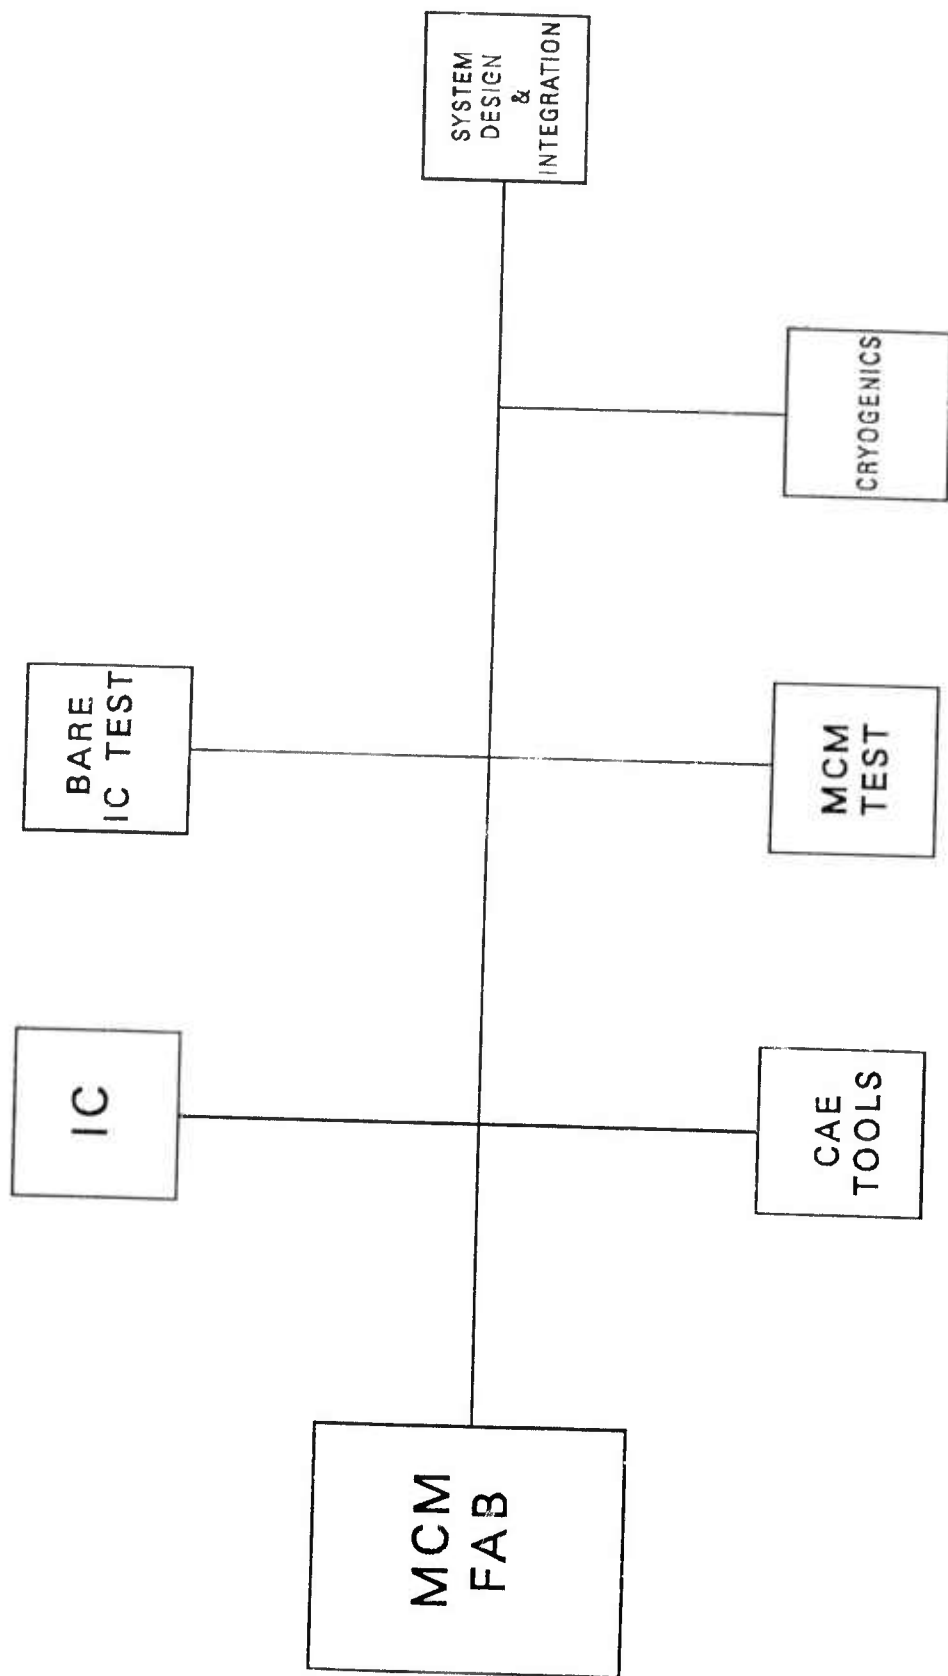 MCM
FAB
IC
CAE
TOOLS
BARE
IC TEST
MCM
TEST
CRYOGENICS
SYSTEM
DESIGN
&
INTEGRATION